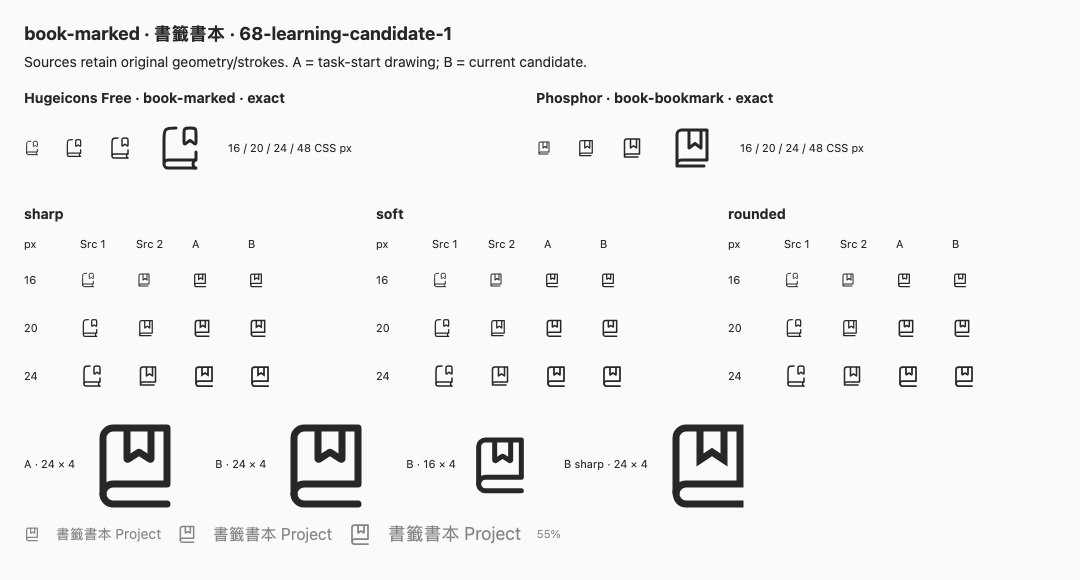 book-marked · 書籤書本 · 68-learning-candidate-1
Sources retain original geometry/strokes. A = task-start drawing; B = current candidate.
Hugeicons Free · book-marked · exact
Phosphor · book-bookmark · exact
16 / 20 / 24 / 48 CSS px
16 / 20 / 24 / 48 CSS px
sharp
soft
rounded
px Src 1 Src 2 A B
px Src 1 Src 2 A B
px Src 1 Src 2 A B
16
16
16
20
20
20
24
24
24
A · 24 × 4
B · 24 × 4
B · 16 × 4
B sharp · 24 × 4
書籤書本 Project
書籤書本 Project
書籤書本 Project
55%